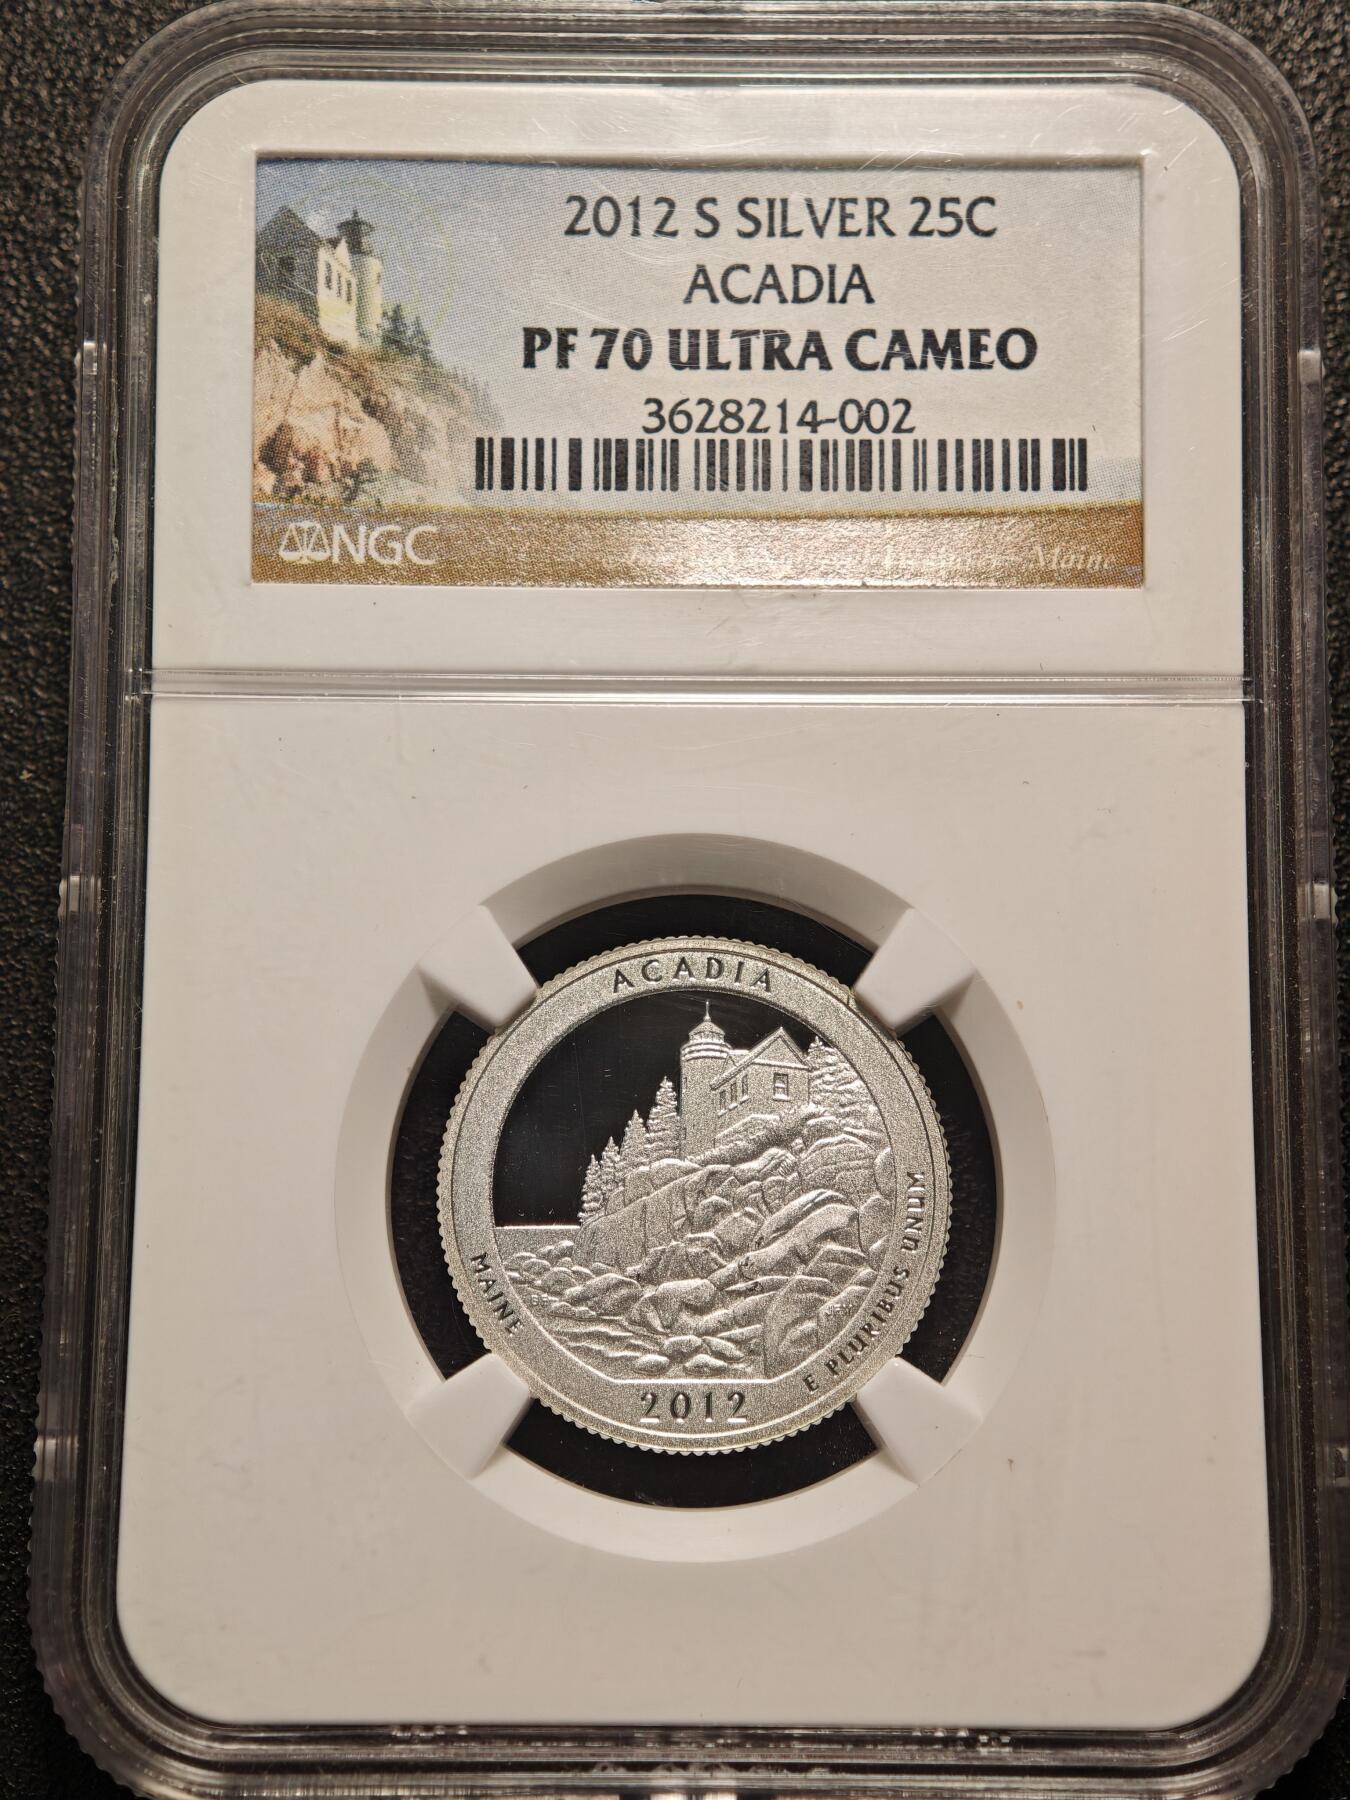 2012 S SILVER 25C
ACADIA
PF 70 ULTRA CAMEO
3628214-002
NGC
Maine
ACADIA
MAINE
E PLURIBUS UNUM
2012